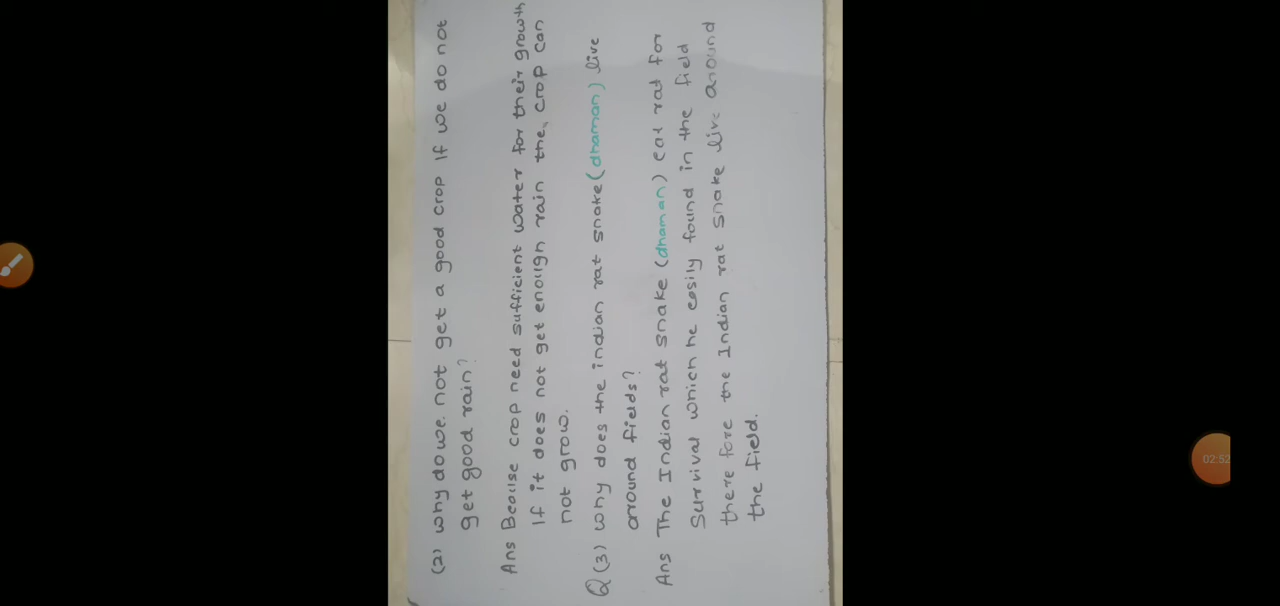 (2) why do we not get a good crop If we do not
get good rain?
Ans Beacuse crop need sufficient water for their growth
If it does not get enough rain the, crop can
not grow.
Q (3) why does the indian rat snake (dhaman) live
around fields?
Ans The Indian rat snake (dhaman) eat rat for
Survival which he easily found in the field
there fore the Indian rat snake live around
the field.
02:52